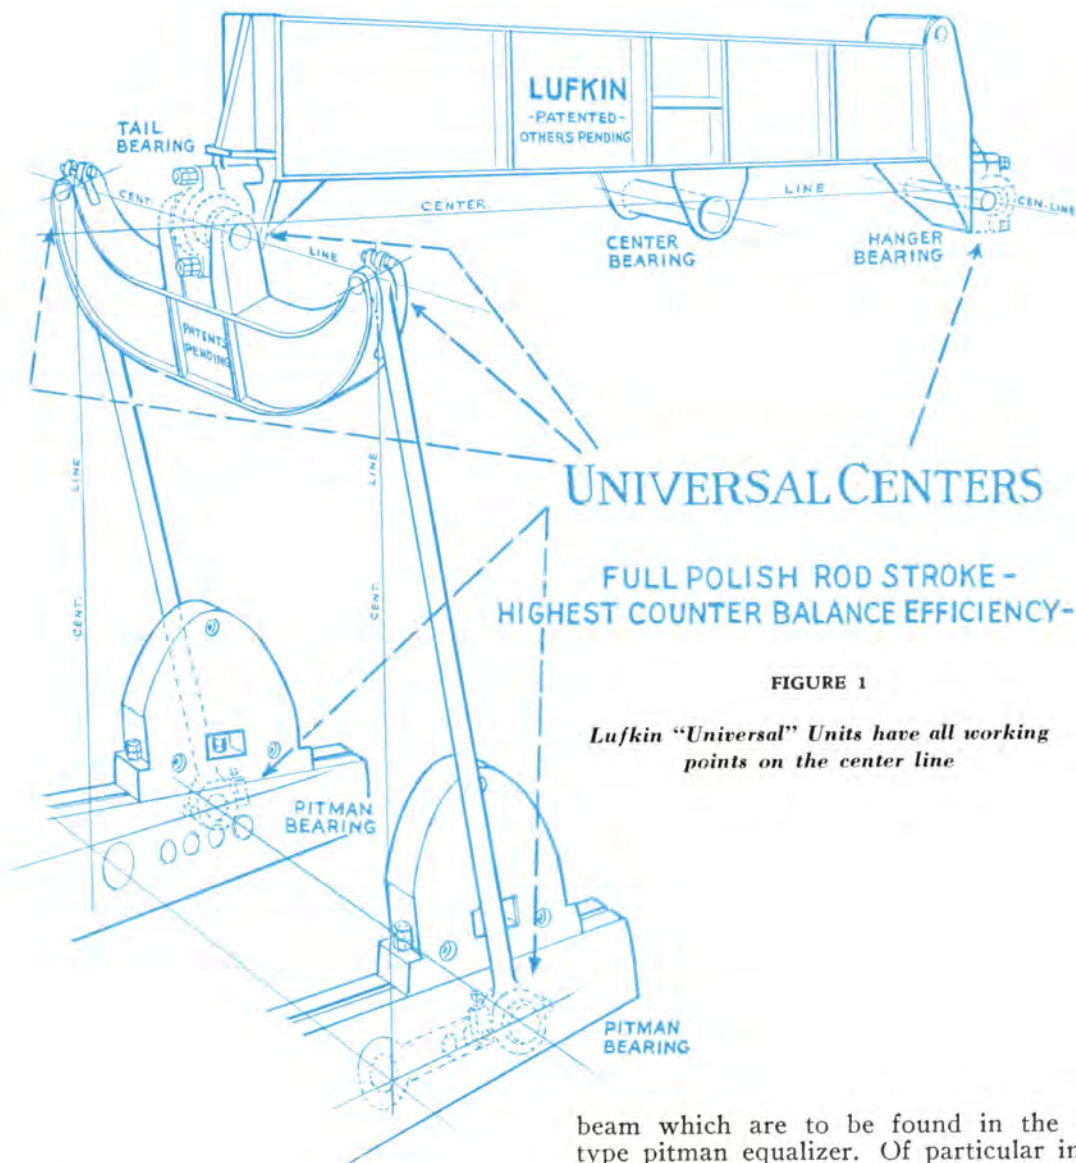 LUFKIN
-PATENTED-
OTHERS PENDING
TAIL
BEARING
CENT.
LINE
CENTER
LINE
CEN-LINE
CENTER
BEARING
HANGER
BEARING
PATENTS
PENDING
LINE
CENT.
LINE
CENT.
UNIVERSAL CENTERS
FULL POLISH ROD STROKE-
HIGHEST COUNTER BALANCE EFFICIENCY-
FIGURE 1
Lufkin "Universal" Units have all working
points on the center line
PITMAN
BEARING
PITMAN
BEARING
beam which are to be found in the
type pitman equalizer. Of particular in